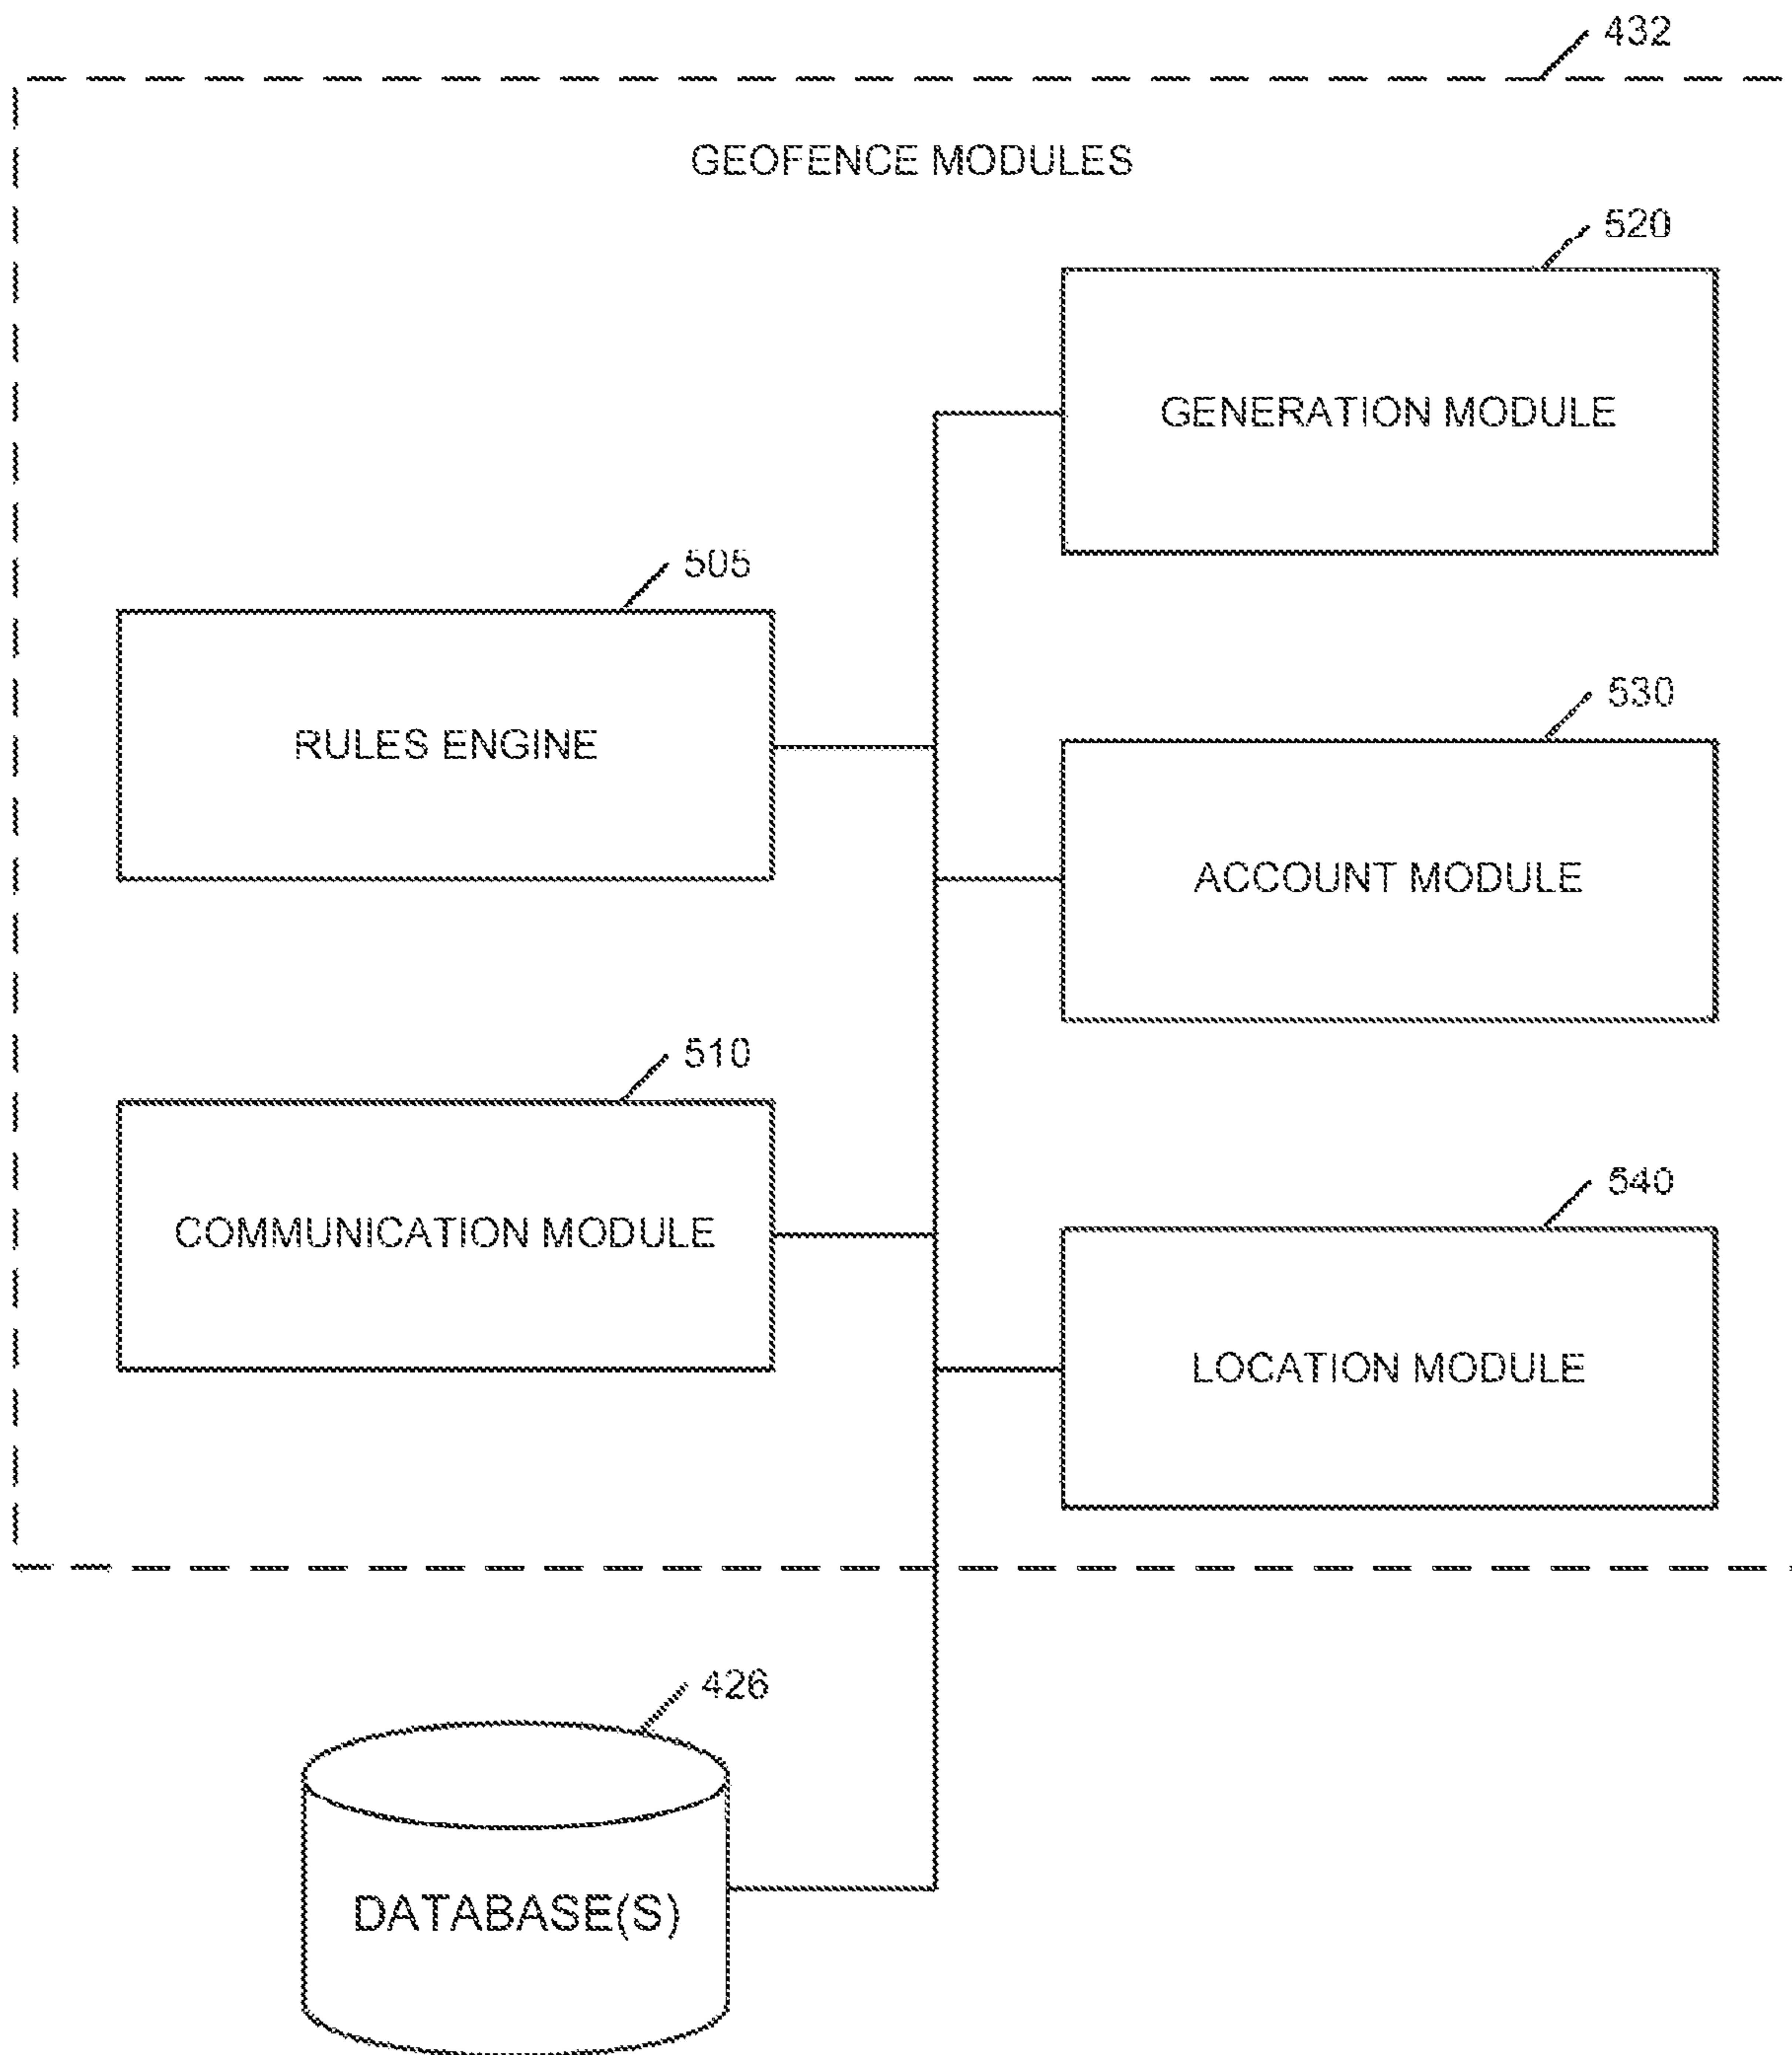 432
GEOFENCE MODULES
520
GENERATION MODULE
505
RULES ENGINE
530
ACCOUNT MODULE
510
COMMUNICATION MODULE
540
LOCATION MODULE
426
DATABASE(S)